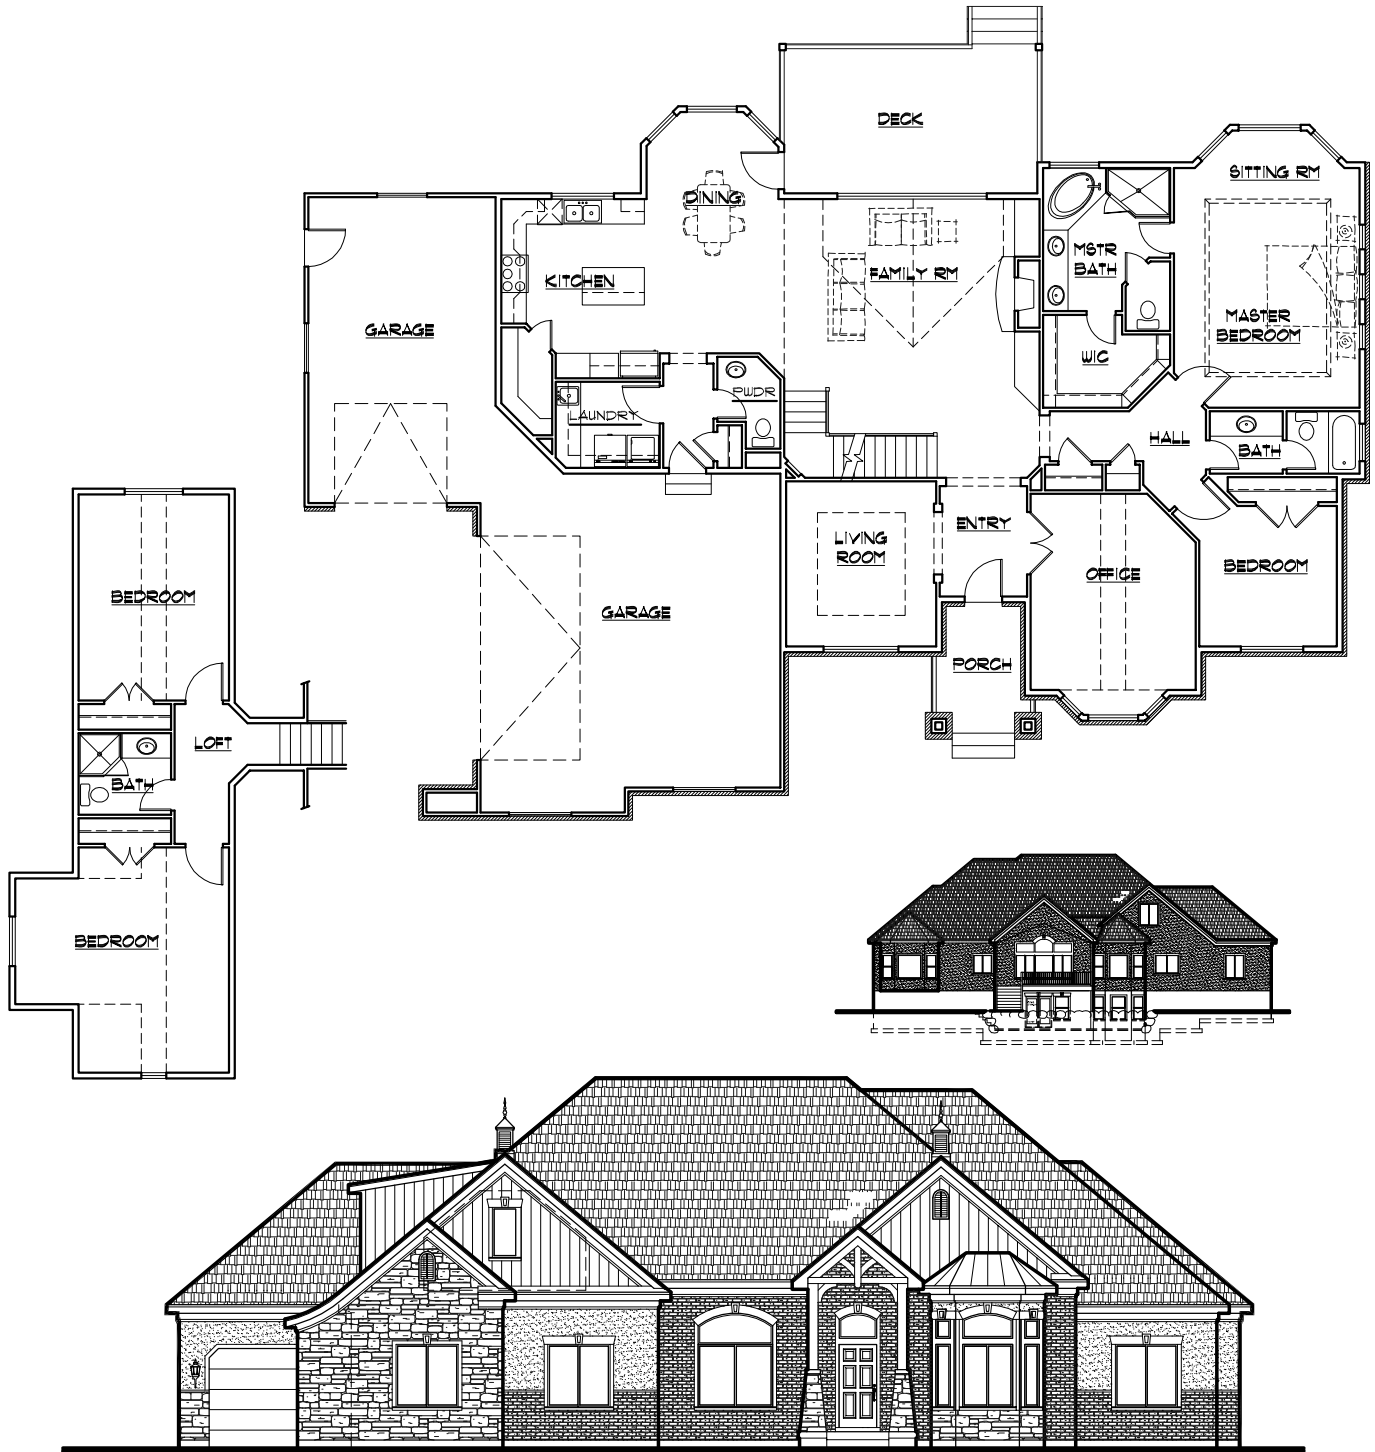 DECK
SITTING RM
DINING
MSTR
BATH
KITCHEN
FAMILY RM
GARAGE
MASTER
BEDROOM
WIC
PWDR
LAUNDRY
HALL
BATH
ENTRY
LIVING
ROOM
OFFICE
BEDROOM
BEDROOM
GARAGE
PORCH
LOFT
BATH
BEDROOM